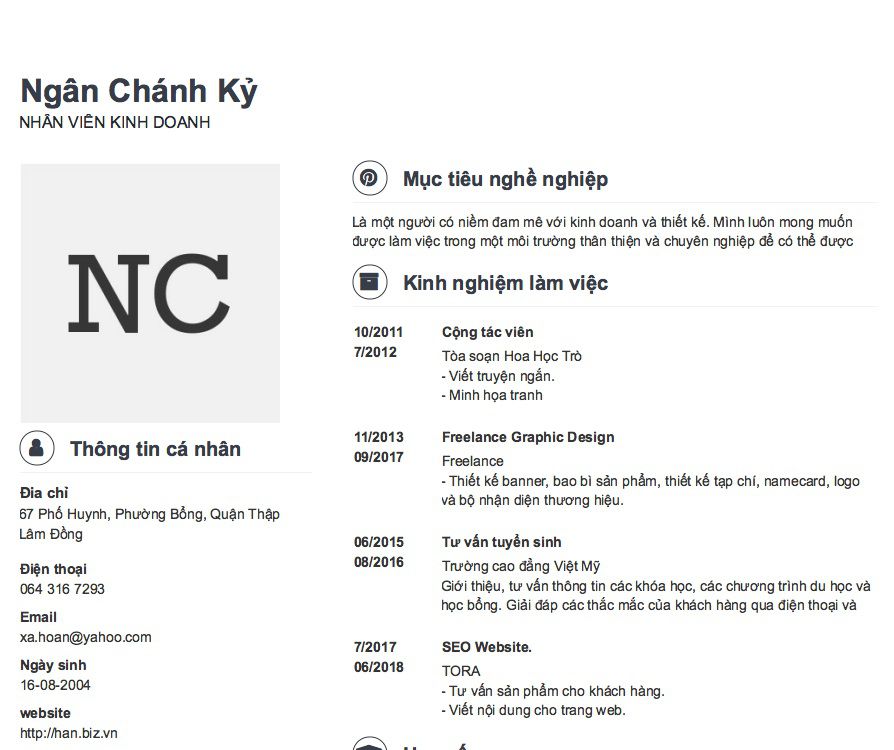 Ngân Chánh Kỷ
NHÂN VIÊN KINH DOANH
NC
Thông tin cá nhân
Đia chỉ
67 Phố Huynh, Phường Bổng, Quận Thập
Lâm Đồng
Điện thoại
064 316 7293
Email
xa.hoan@yahoo.com
Ngày sinh
16-08-2004
website
http://han.biz.vn
Mục tiêu nghề nghiệp
Là một người có niềm đam mê với kinh doanh và thiết kế. Mình luôn mong muốn
được làm việc trong một môi trường thân thiện và chuyên nghiệp để có thể được
Kinh nghiệm làm việc
10/2011
7/2012
Cộng tác viên
Tòa soạn Hoa Học Trò
- Viết truyện ngắn.
- Minh họa tranh
11/2013
09/2017
Freelance Graphic Design
Freelance
- Thiết kế banner, bao bì sản phẩm, thiết kế tạp chí, namecard, logo
và bộ nhận diện thương hiệu.
06/2015
08/2016
Tư vấn tuyển sinh
Trường cao đẳng Việt Mỹ
Giới thiệu, tư vấn thông tin các khóa học, các chương trình du học và
học bổng. Giải đáp các thắc mắc của khách hàng qua điện thoại và
7/2017
06/2018
SEO Website.
TORA
- Tư vấn sản phẩm cho khách hàng.
- Viết nội dung cho trang web.